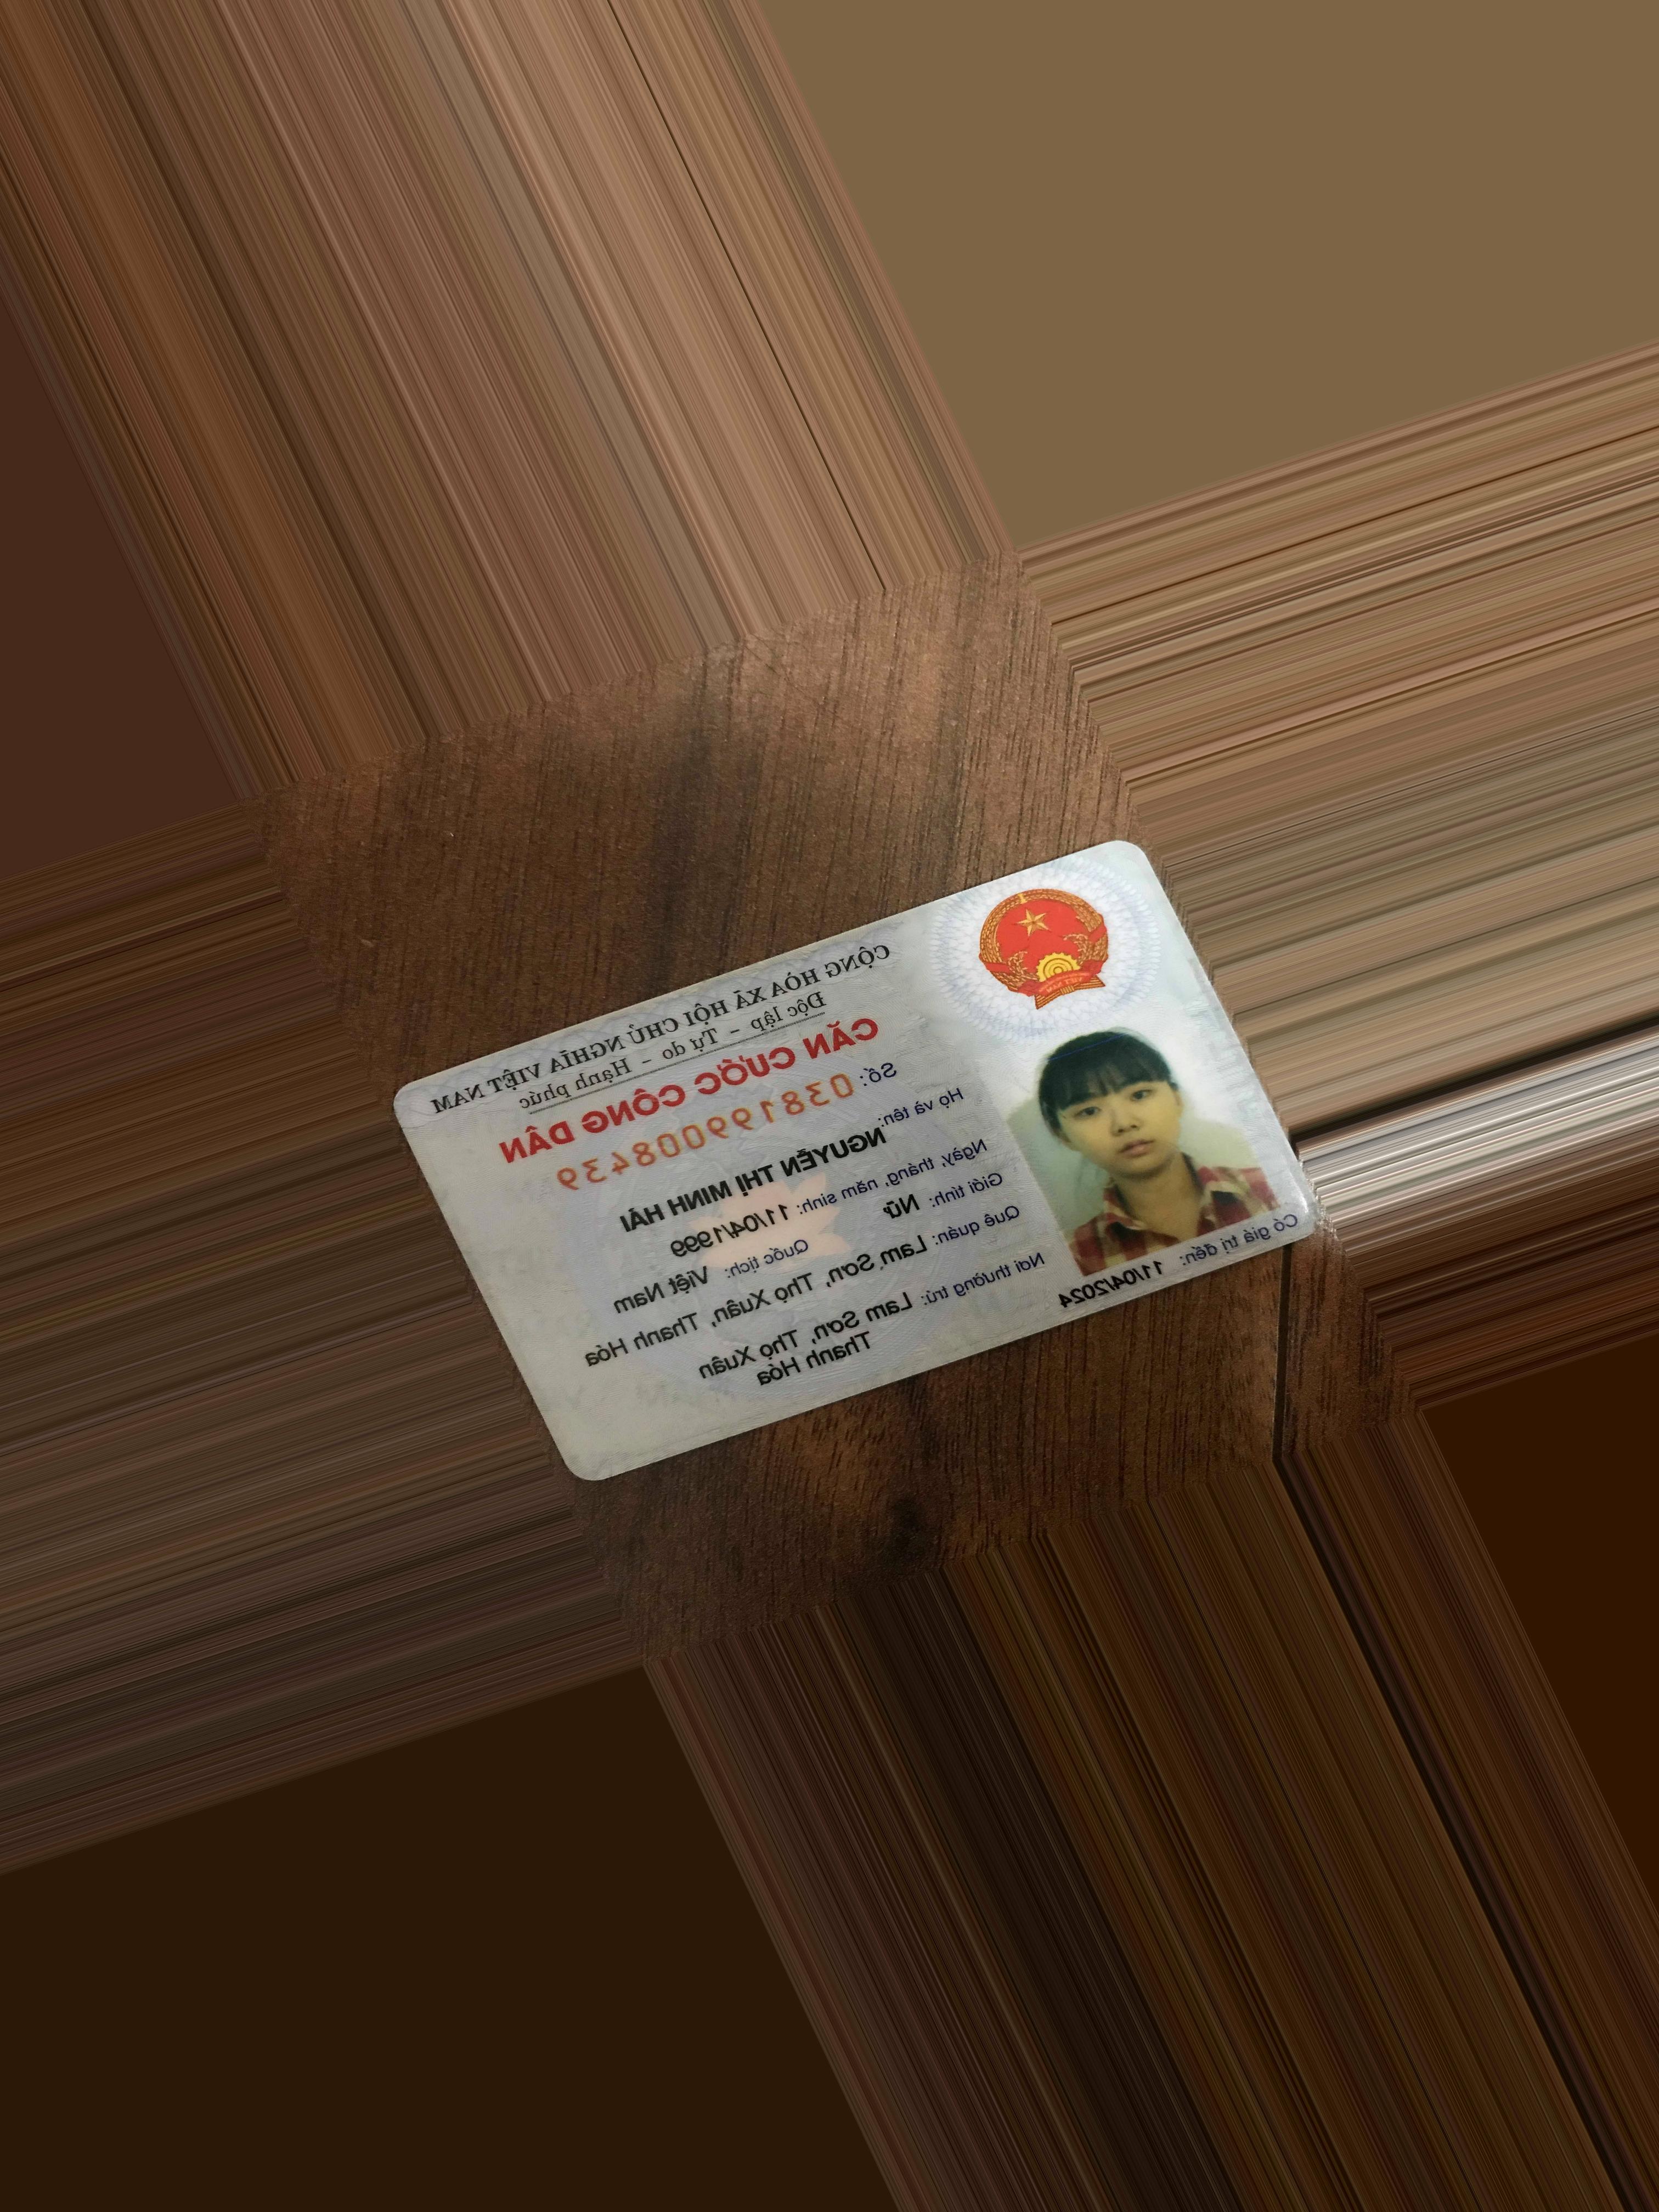 CỘNG HÒA XÃ HỘI CHỦ NGHĨA VIỆT NAM
Độc lập - Tự do - Hạnh phúc
CĂN CƯỚC CÔNG DÂN
Số: 038199008439
Họ và tên:
NGUYỄN THỊ MINH HẢI
Ngày, tháng, năm sinh: 11/04/1999
Giới tính: Nữ Quốc tịch: Việt Nam
Quê quán: Lam Sơn, Thọ Xuân, Thanh Hóa
Nơi thường trú: Lam Sơn, Thọ Xuân
Thanh Hóa
Có giá trị đến: 11/04/2024
VIỆT NAM